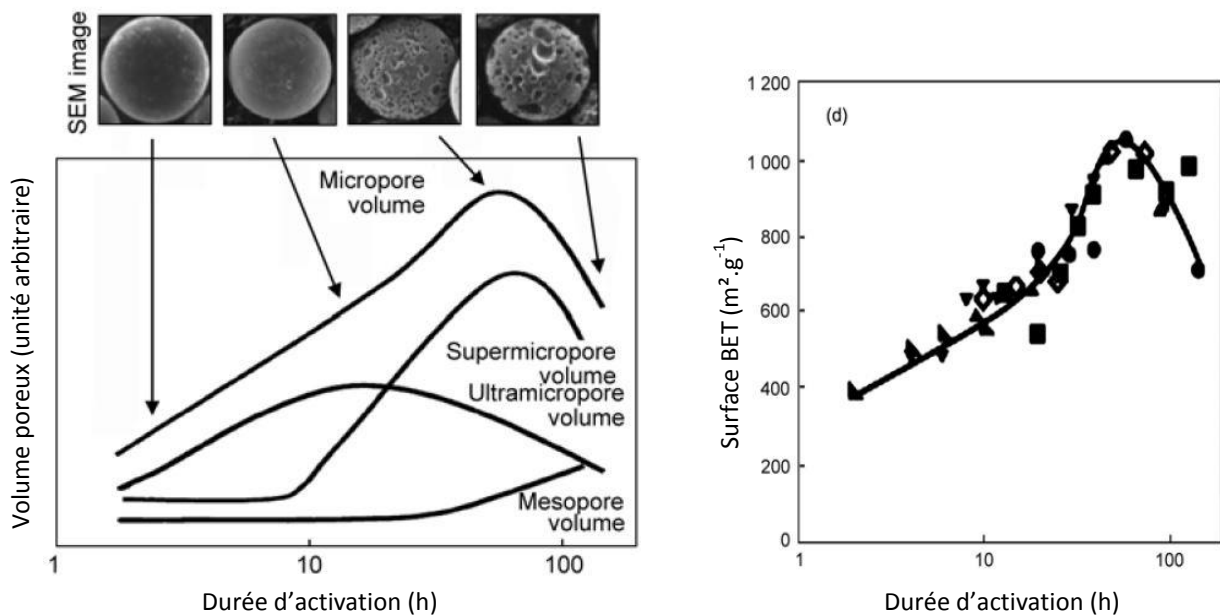 SEM image
Micropore
volume
Supermicropore
volume
Ultramicropore
volume
Mesopore
volume
Volume poreux (unité arbitraire)
1
10
100
Durée d'activation (h)
(d)
1 200
1 000
800
600
400
200
0
Surface BET (m².g⁻¹)
1
10
100
Durée d'activation (h)